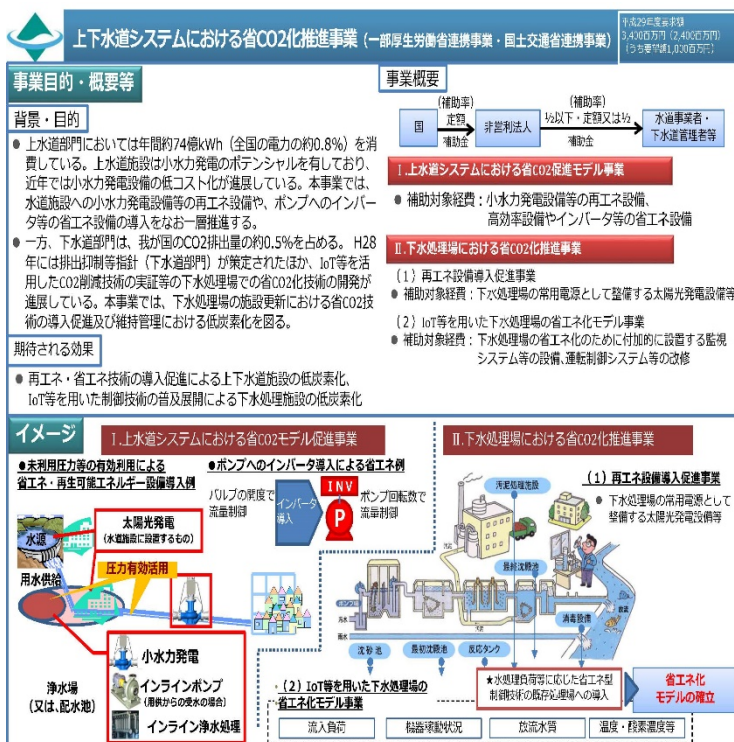 上下水道システムにおける省CO2化推進事業（一部厚生労働省連携事業・国土交通省連携事業）
平成29年度要求額
3,400百万円（2,400百万円）
（うち要望額1,000百万円）
事業目的・概要等
背景・目的
● 上水道部門においては年間約74億kWh（全国の電力の約0.8%）を消
費している。上水道施設は小水力発電のポテンシャルを有しており、
近年では小水力発電設備の低コスト化が進展している。本事業では、
水道施設への小水力発電設備等の再エネ設備や、ポンプへのインバー
タ等の省エネ設備の導入をなお一層推進する。
● 一方、下水道部門は、我が国のCO2排出量の約0.5%を占める。 H28
年には排出抑制等指針（下水道部門）が策定されたほか、IoT等を活
用したCO2削減技術の実証等の下水処理場での省CO2化技術の開発が
進展している。本事業では、下水処理場の施設更新における省CO2技
術の導入促進及び維持管理における低炭素化を図る。
期待される効果
● 再エネ・省エネ技術の導入促進による上下水道施設の低炭素化、
IoT等を用いた制御技術の普及展開による下水処理施設の低炭素化
事業概要
（補助率）
定額
補助金
（補助率）
½以下・定額又は½
補助金
国
非営利法人
水道事業者・
下水道管理者等
Ⅰ.上水道システムにおける省CO2促進モデル事業
● 補助対象経費：小水力発電設備等の再エネ設備、
高効率設備やインバータ等の省エネ設備
Ⅱ.下水処理場における省CO2化推進事業
（１）再エネ設備導入促進事業
● 補助対象経費：下水処理場の常用電源として整備する太陽光発電設備等
（２）IoT等を用いた下水処理場の省エネ化モデル事業
● 補助対象経費：下水処理場の省エネ化のために付加的に設置する監視
システム等の設備、運転制御システム等の改修
イメージ
Ⅰ.上水道システムにおける省CO2モデル促進事業
●未利用圧力等の有効利用による
省エネ・再生可能エネルギー設備導入例
●ポンプへのインバータ導入による省エネ例
バルブの開度で
流量制御
インバータ
導入
INV
P
ポンプ回転数で
流量制御
水源
用水供給
太陽光発電
（水道施設に設置するもの）
圧力有効活用
浄水場
（又は、配水池）
小水力発電
インラインポンプ
（用供からの受水の場合）
インライン浄水処理
Ⅱ.下水処理場における省CO2化推進事業
（１）再エネ設備導入促進事業
● 下水処理場の常用電源として
整備する太陽光発電設備等
汚泥処理施設
最終沈殿池
消毒設備
放流
ポンプ
汚水
雨水
沈砂池
最初沈殿池
反応タンク
★水処理負荷等に応じた省エネ型
制御技術の既存処理場への導入
省エネ化
モデルの確立
（２）IoT等を用いた下水処理場の
省エネ化モデル事業
流入負荷
機器稼動状況
放流水質
温度・酸素濃度等